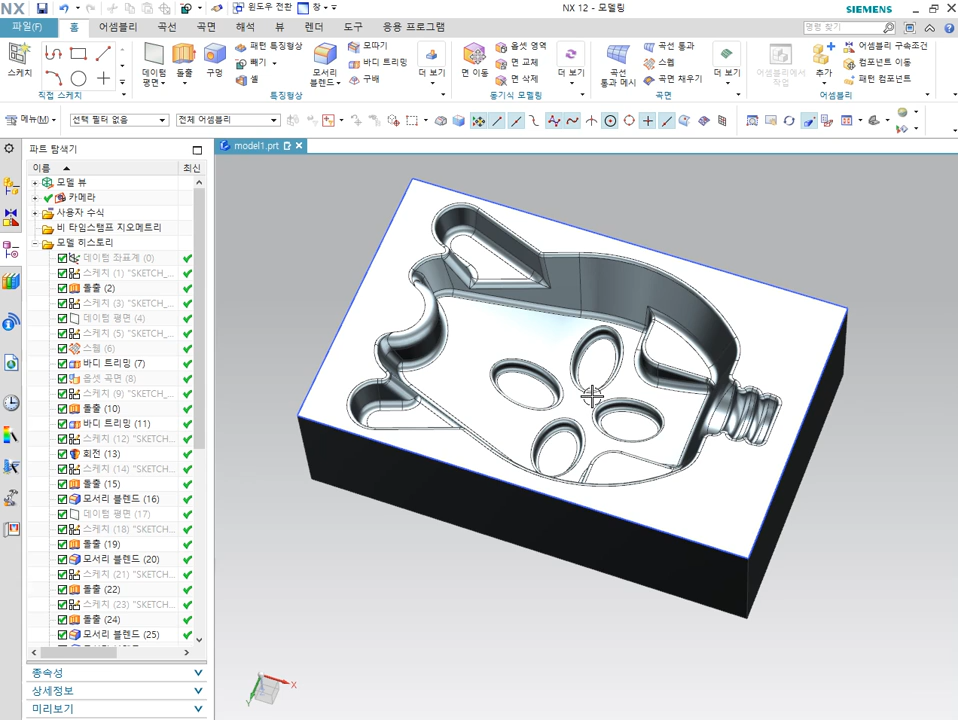 NX
윈도우 전환
창
NX 12 - 모델링
SIEMENS
파일(F)
홈
어셈블리
곡선
곡면
해석
뷰
렌더
도구
응용 프로그램
명령 찾기
스케치
직접 스케치
데이텀
평면
돌출
구멍
패턴 특징형상
빼기
셸
모서리
블렌드
모따기
바디 트리밍
구배
더 보기
특징형상
면 이동
옵셋 영역
면 교체
면 삭제
더 보기
동기식 모델링
곡선
통과 메시
곡선 통과
스웹
곡면 채우기
더 보기
곡면
어셈블리에서
작업
추가
어셈블리 구속조건
컴포넌트 이동
패턴 컴포넌트
어셈블리
메뉴(M)
선택 필터 없음
전체 어셈블리
파트 탐색기
model1.prt
이름
최신
모델 뷰
카메라
사용자 수식
비 타임스탬프 지오메트리
모델 히스토리
데이텀 좌표계 (0)
스케치 (1) "SKETCH_...
돌출 (2)
스케치 (3) "SKETCH_...
데이텀 평면 (4)
스케치 (5) "SKETCH_...
스웹 (6)
바디 트리밍 (7)
옵셋 곡면 (8)
스케치 (9) "SKETCH_...
돌출 (10)
바디 트리밍 (11)
스케치 (12) "SKETC...
회전 (13)
스케치 (14) "SKETC...
돌출 (15)
모서리 블렌드 (16)
데이텀 평면 (17)
스케치 (18) "SKETC...
돌출 (19)
모서리 블렌드 (20)
스케치 (21) "SKETC...
돌출 (22)
스케치 (23) "SKETC...
돌출 (24)
모서리 블렌드 (25)
종속성
상세정보
미리보기
X
Y